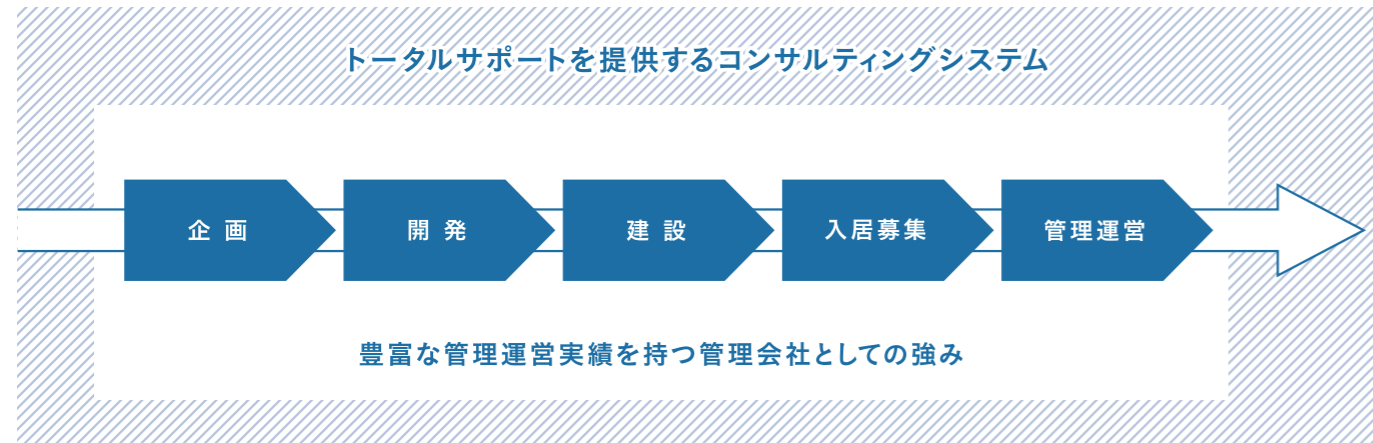 トータルサポートを提供するコンサルティングシステム
企画
開発
建設
入居募集
管理運営
豊富な管理運営実績を持つ管理会社としての強み